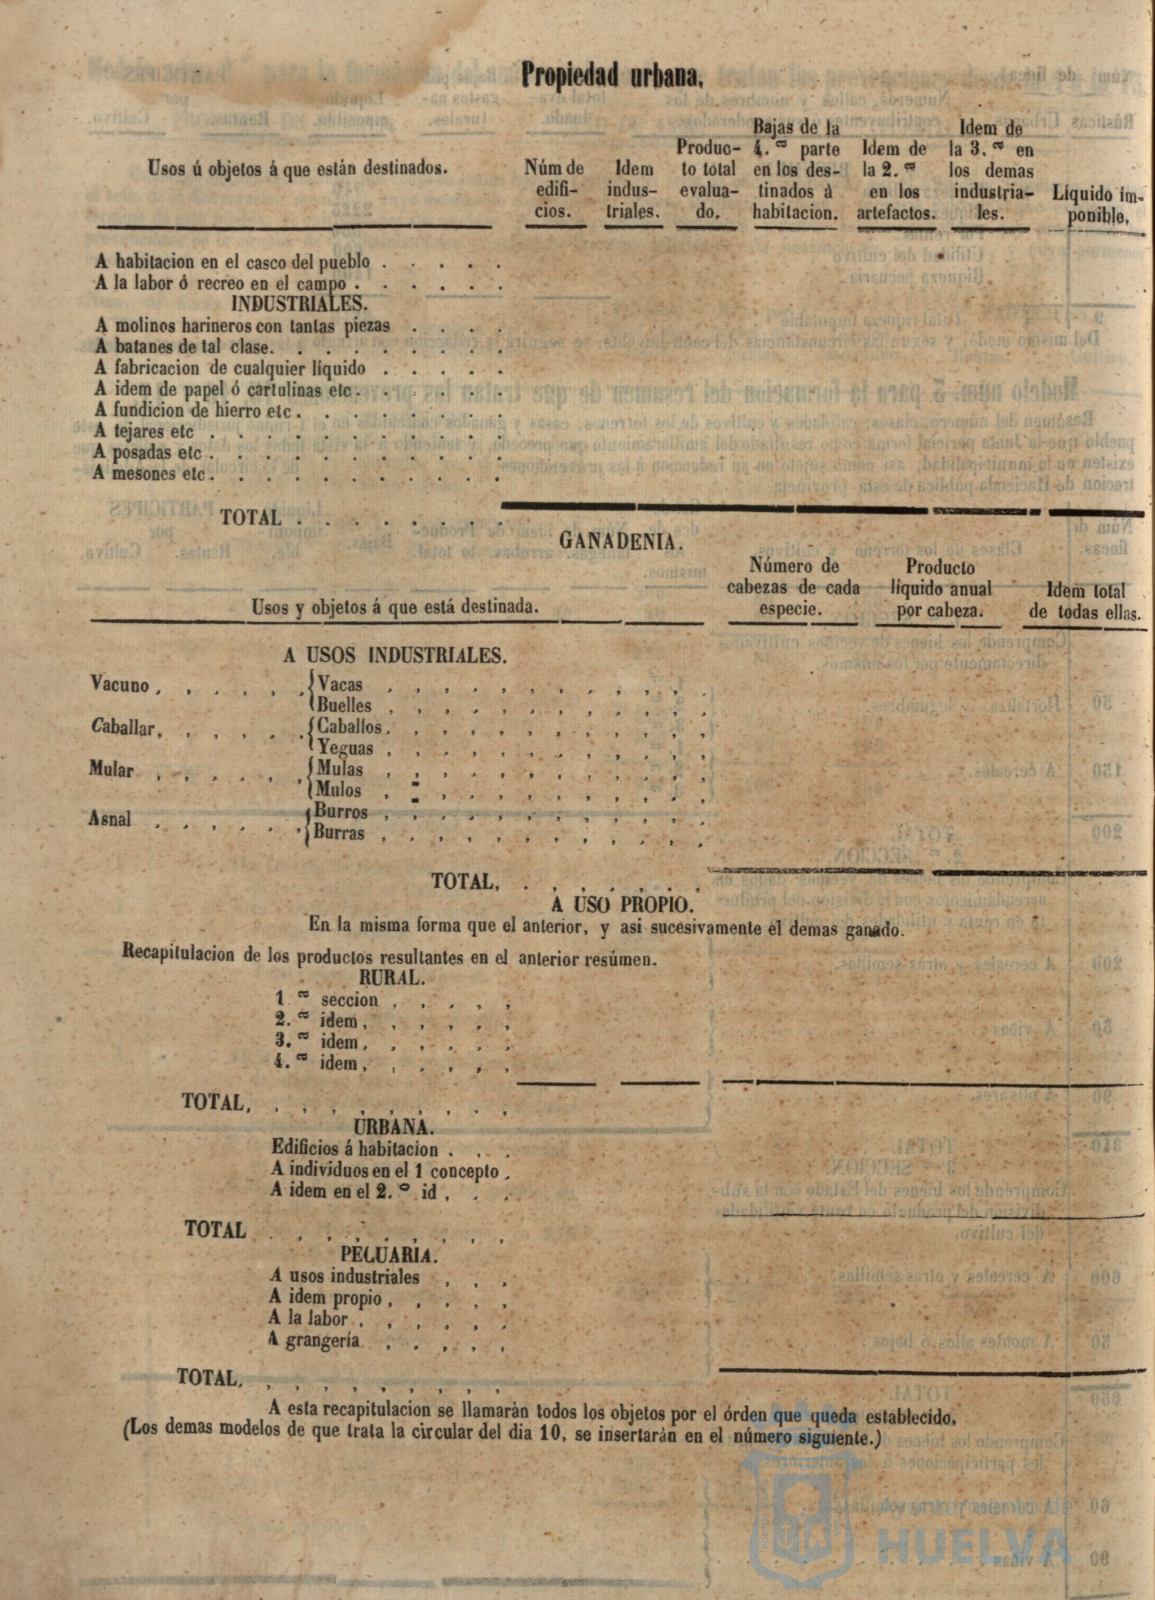 Propiedad urbana.
Usos ú objetos á que están destinados.
Núm de edifi- cios.
Idem indus- triales.
Produc- to total evalua- do.
Bajas de la 4.ª parte en los des- tinados á habitacion.
Idem de la 2.ª en los artefactos.
Idem de la 3.ª en los demas industria- les.
Líquido im- ponible.
A habitacion en el casco del pueblo . . . . .
A la labor ó recreo en el campo . . . . . .
INDUSTRIALES.
A molinos harineros con tantas piezas . . . .
A batanes de tal clase. . . . . . . . .
A fabricacion de cualquier líquido . . . . .
A idem de papel ó cartulinas etc . . . . . .
A fundicion de hierro etc . . . . . . . .
A tejares etc . . . . . . . . . . .
A posadas etc . . . . . . . . . . .
A mesones etc . . . . . . . . . . .
TOTAL . . . . . . . .
GANADENIA.
Usos y objetos á que está destinada.
Número de cabezas de cada especie.
Producto líquido anual por cabeza.
Idem total de todas ellas.
A USOS INDUSTRIALES.
Vacuno , , , , , , { Vacas , , , , , , , , , , , ,
Buelles , , , , , , , , , , , ,
Caballar, , , , , , { Caballos, , , , , , , , , , , ,
Yeguas , , , , , , , , , , , ,
Mular , , , , , , { Mulas , , , , , , , , , , , ,
Mulos , , , , , , , , , , , ,
Asnal , , , , , , { Burros , , , , , , , , , , , ,
Burras , , , , , , , , , , , ,
TOTAL, . , , , , ,
A USO PROPIO.
En la misma forma que el anterior, y asi sucesivamente el demas ganado.
Recapitulacion de los productos resultantes en el anterior resúmen.
RURAL.
1 ª seccion , , , , ,
2.ª idem , , , , , ,
3.ª idem , , , , , ,
4.ª idem , , , , , ,
TOTAL, , , , , , , , , ,
URBANA.
Edificios á habitacion . , ,
A individuos en el 1 concepto .
A idem en el 2.º id , , ,
TOTAL . , , , , , , , ,
PECUARIA.
A usos industriales , , ,
A idem propio , , , , ,
A la labor , , , , , ,
A grangería , , , , ,
TOTAL, , , , , , , , , ,
A esta recapitulacion se llamarán todos los objetos por el órden que queda establecido,
(Los demas modelos de que trata la circular del dia 10, se insertarán en el número siguiente.)
HUELVA